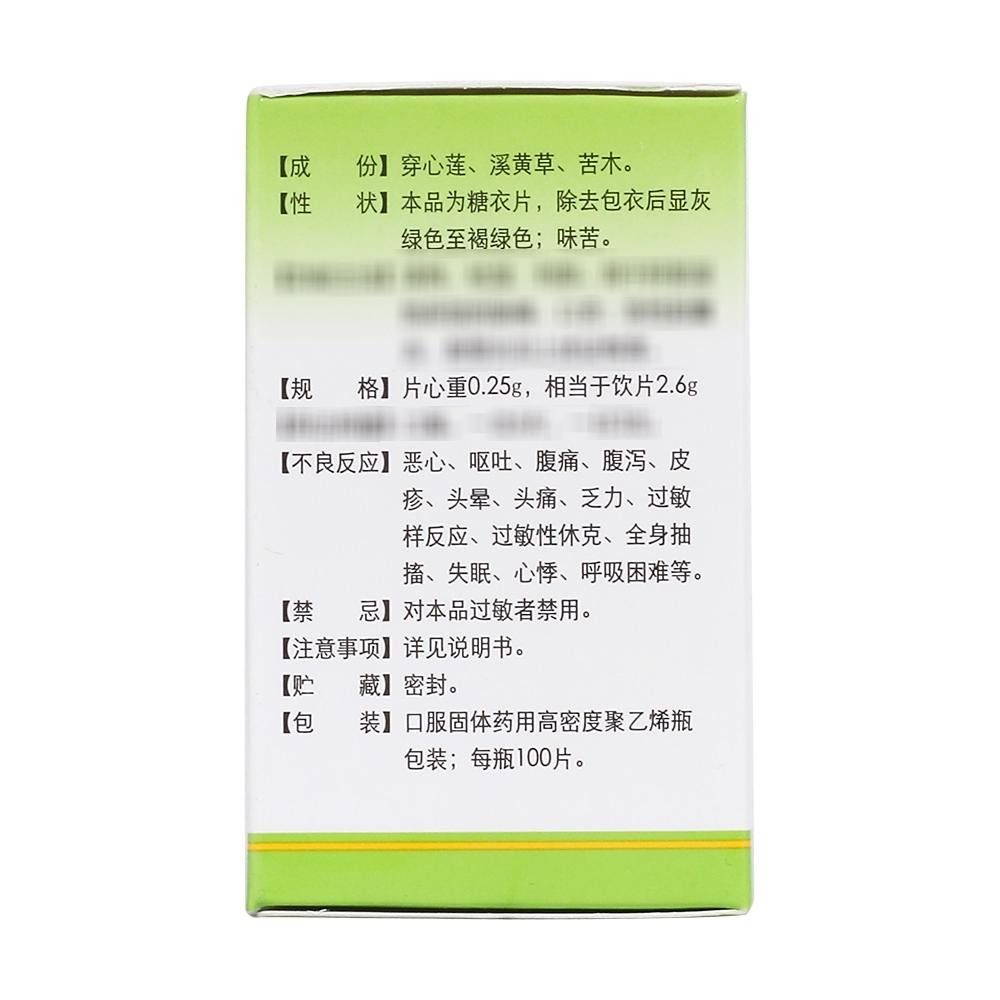 【成 份】穿心莲、溪黄草、苦木。
【性 状】本品为糖衣片，除去包衣后显灰
绿色至褐绿色；味苦。
【规 格】片心重0.25g，相当于饮片2.6g
【不良反应】恶心、呕吐、腹痛、腹泻、皮
疹、头晕、头痛、乏力、过敏
样反应、过敏性休克、全身抽
搐、失眠、心悸、呼吸困难等。
【禁 忌】对本品过敏者禁用。
【注意事项】详见说明书。
【贮 藏】密封。
【包 装】口服固体药用高密度聚乙烯瓶
包装；每瓶100片。